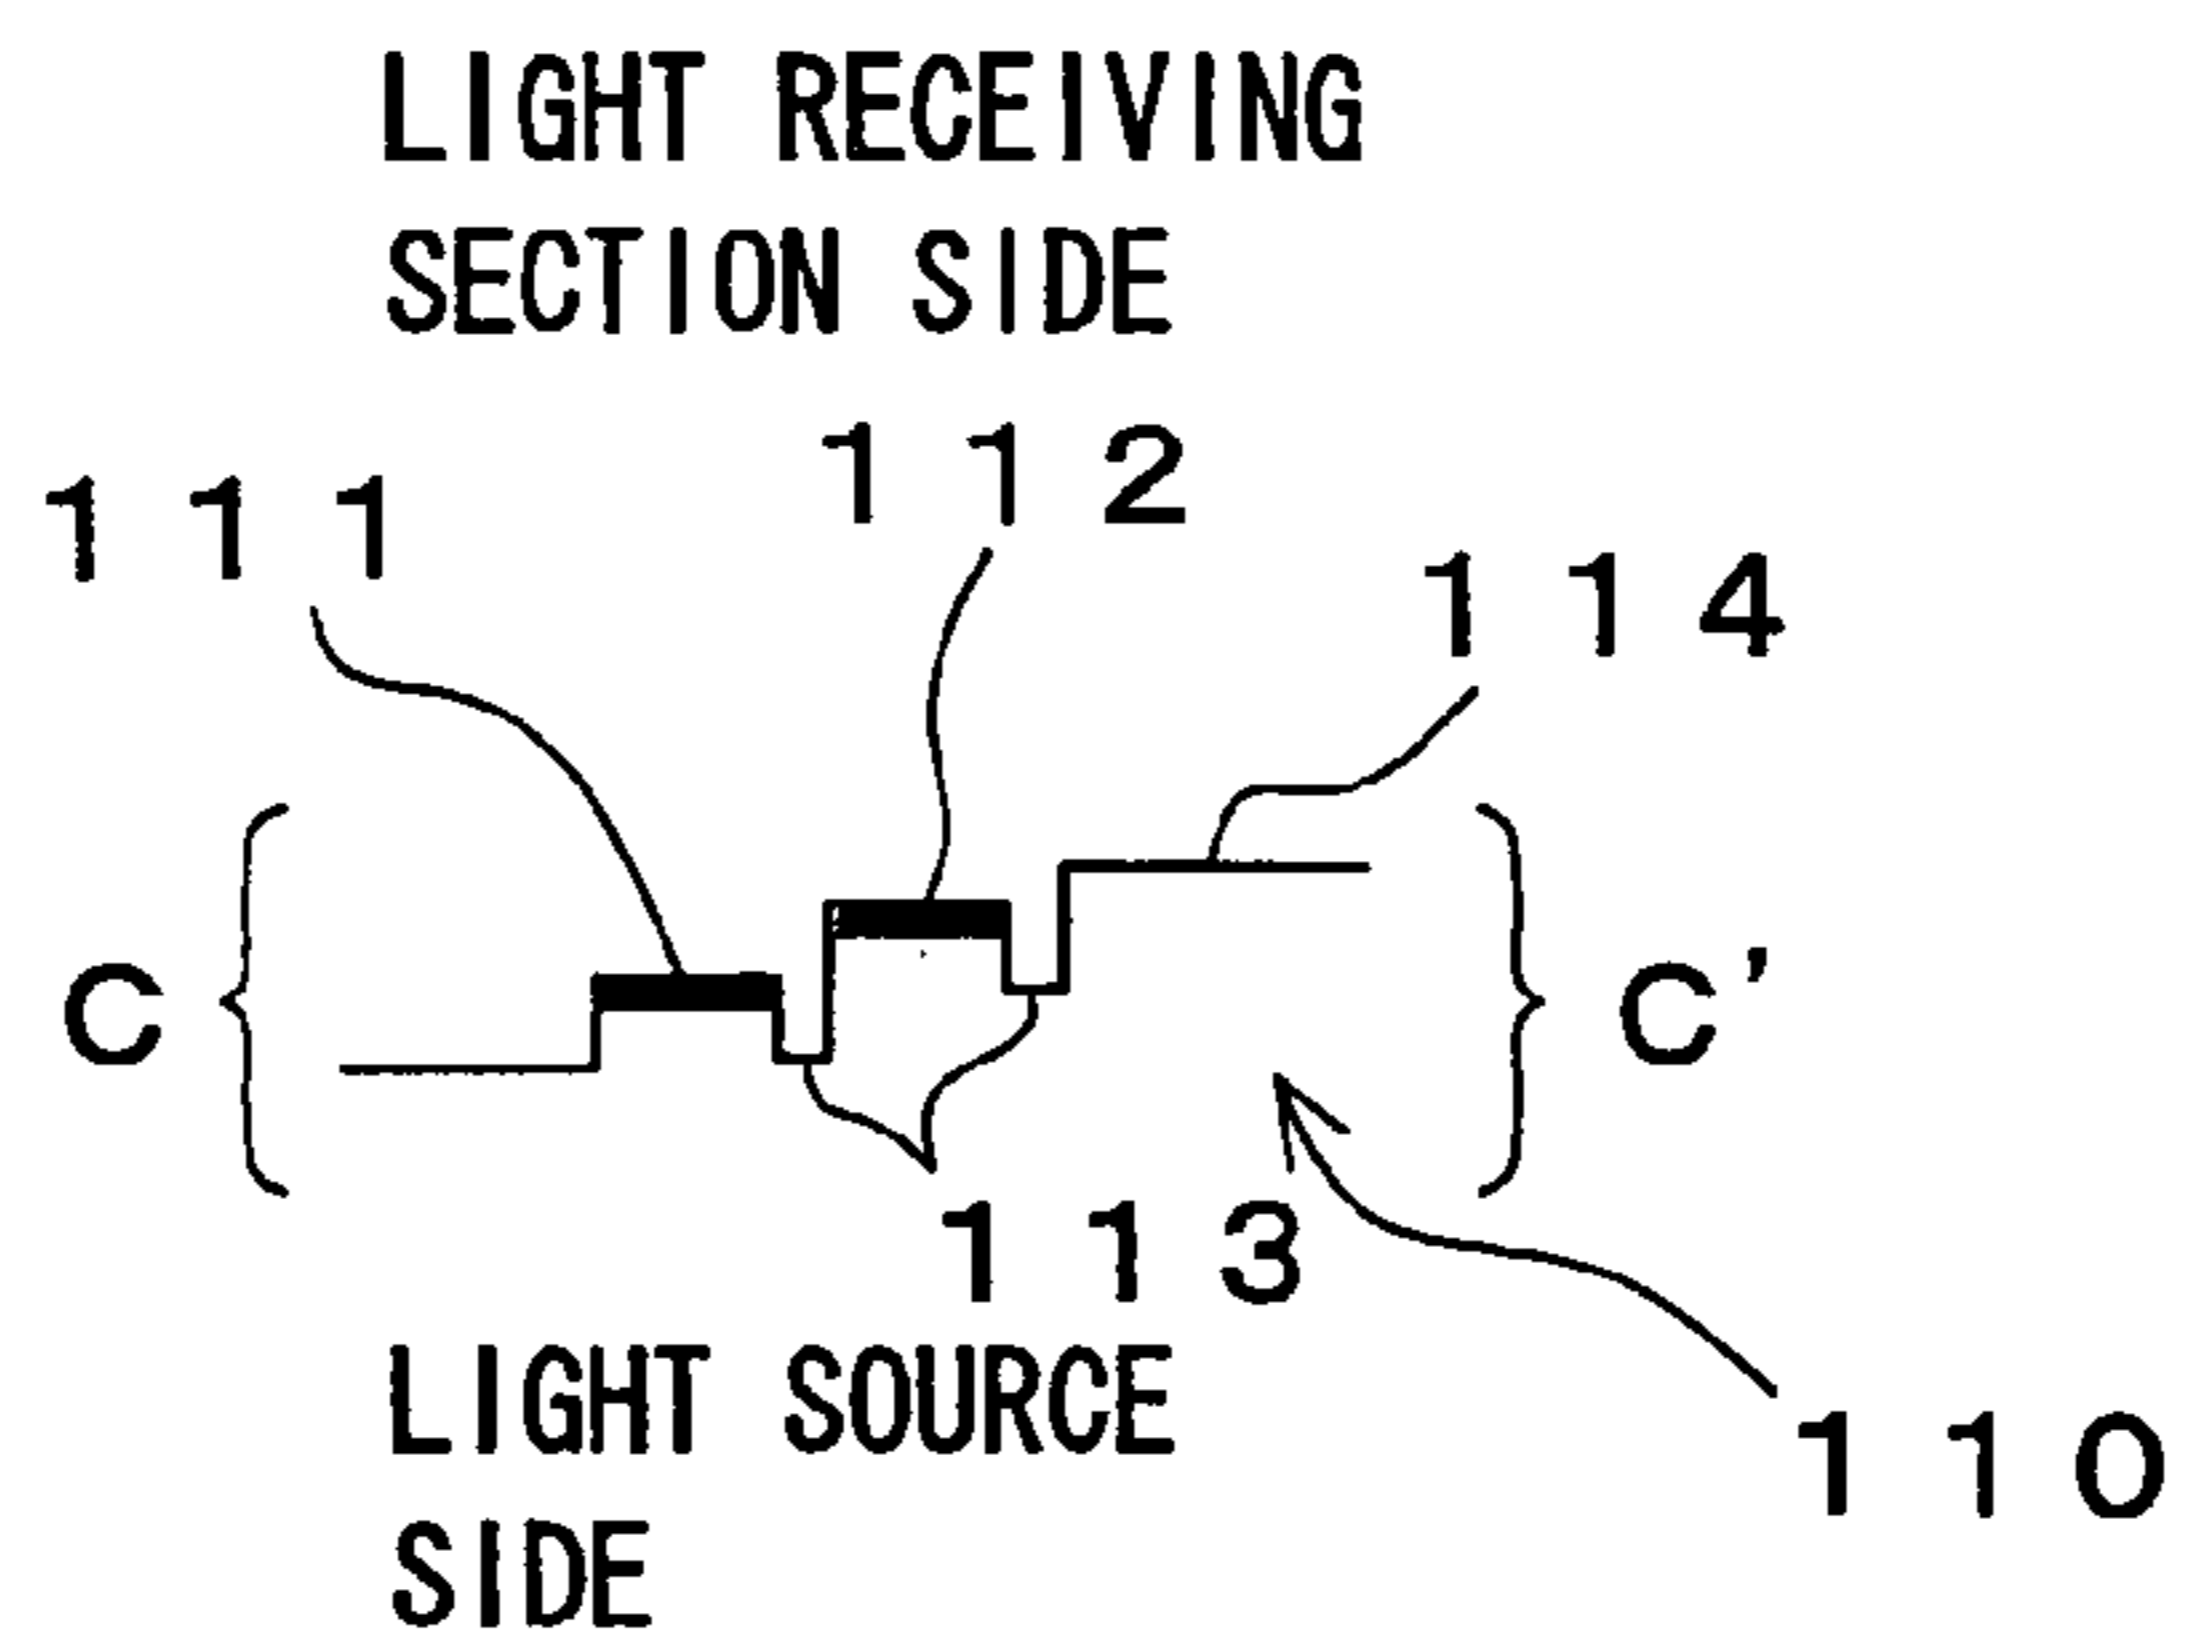 LIGHT RECEIVING
SECTION SIDE
112
111
114
C
C'
113
LIGHT SOURCE
SIDE
110